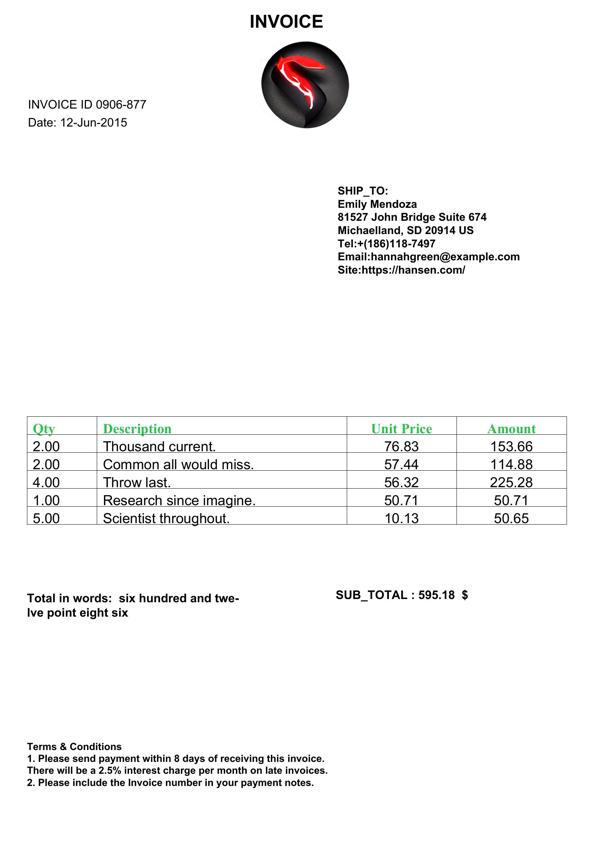 INVOICE
INVOICE ID 0906-877
Date: 12-Jun-2015
SHIP_TO:
Emily Mendoza
81527 John Bridge Suite 674
Michaelland, SD 20914 US
Tel:+(186)118-7497
Email:hannahgreen@example.com
Site:https://hansen.com/
Qty Description Unit Price Amount
2.00 Thousand current. 76.83 153.66
2.00 Common all would miss. 57.44 114.88
4.00 Throw last. 56.32 225.28
1.00 Research since imagine. 50.71 50.71
5.00 Scientist throughout. 10.13 50.65
Total in words: six hundred and twe-
lve point eight six
SUB_TOTAL : 595.18 $
Terms & Conditions
1. Please send payment within 8 days of receiving this invoice.
There will be a 2.5% interest charge per month on late invoices.
2. Please include the Invoice number in your payment notes.